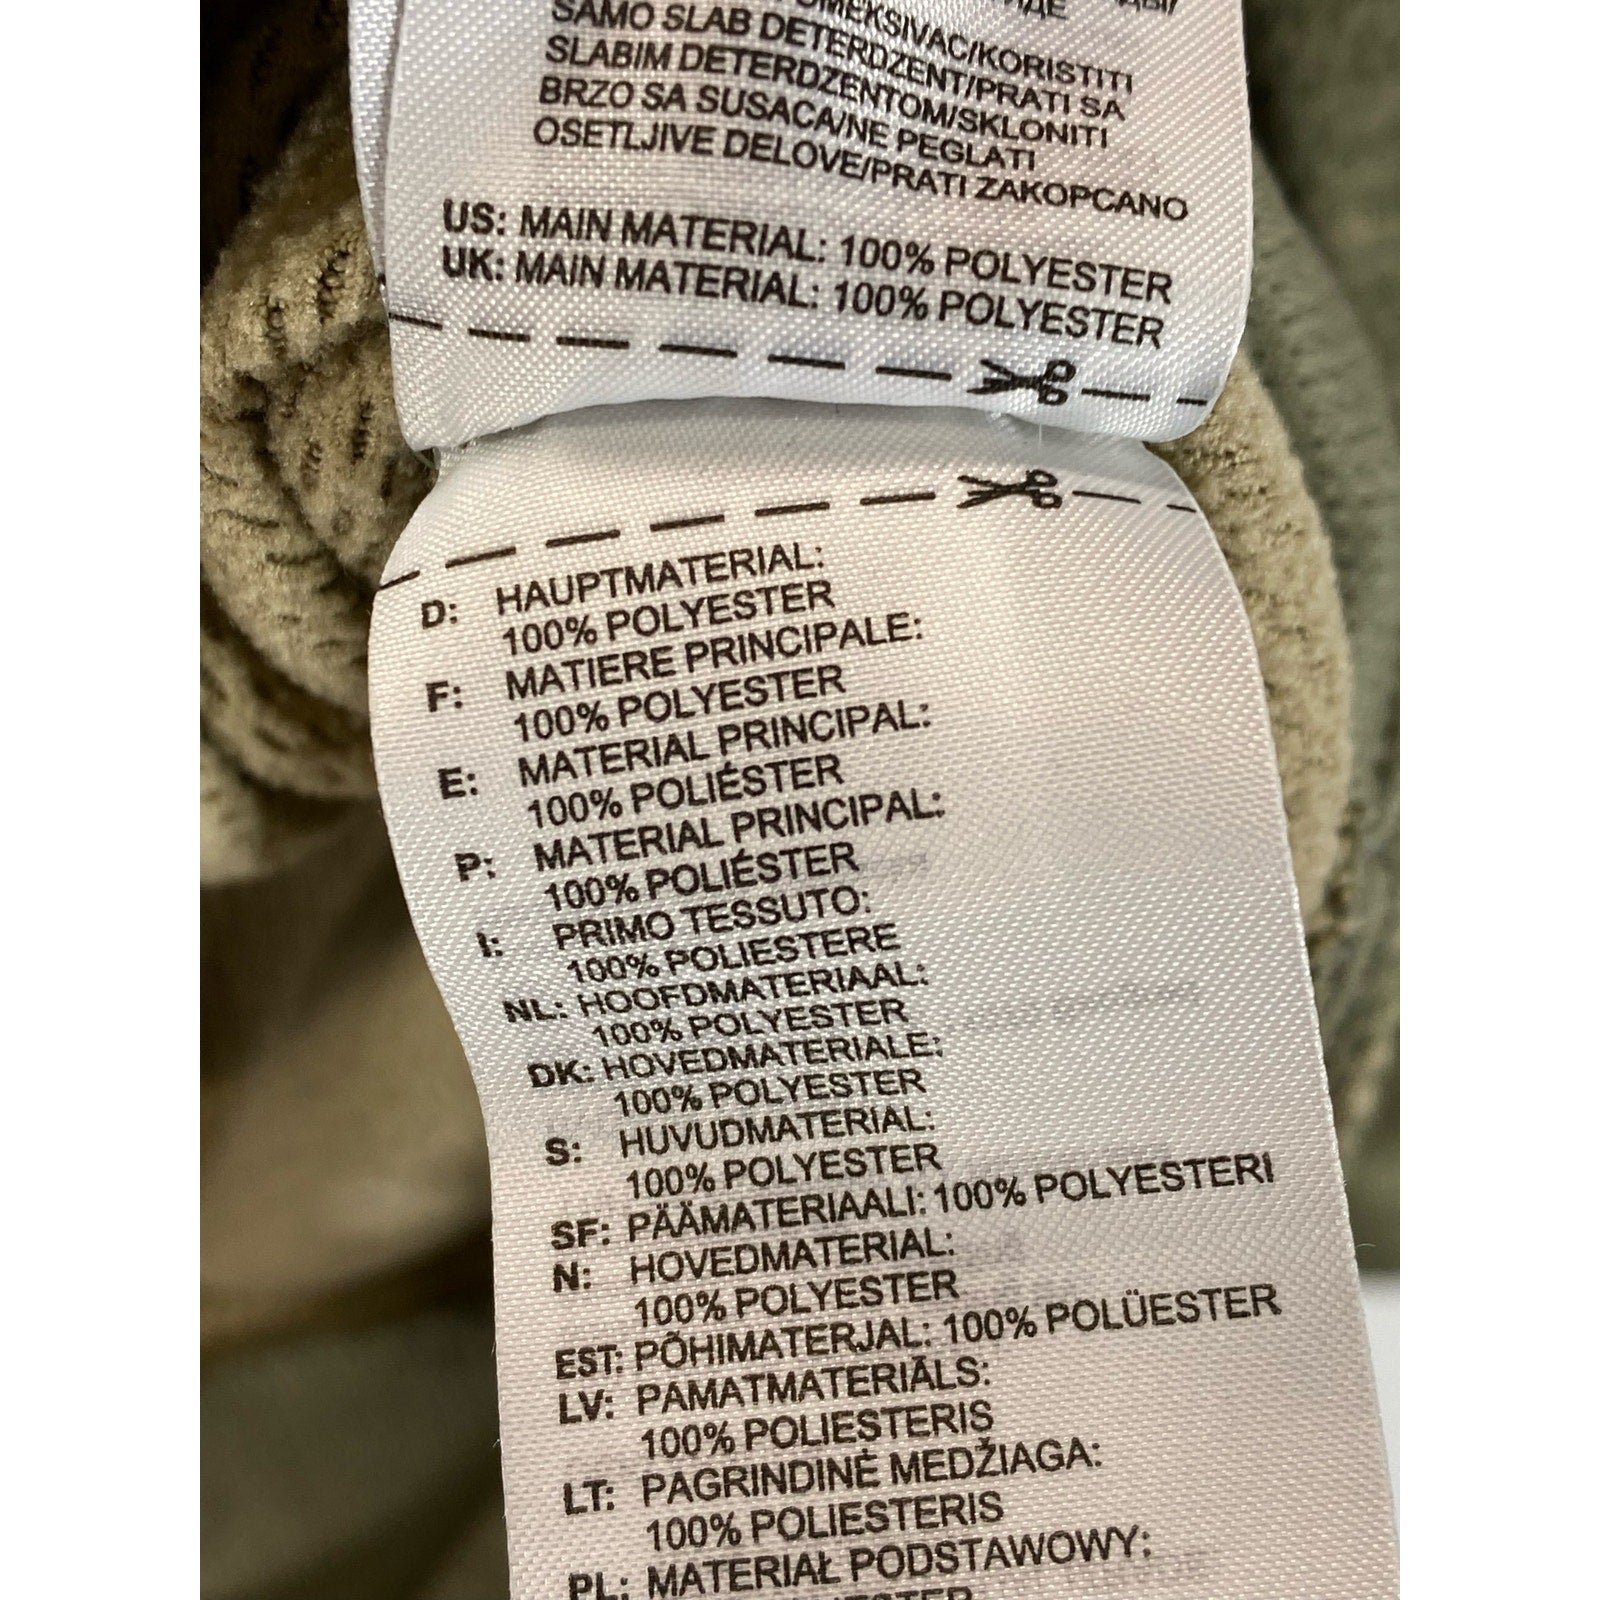 SAMO SLAB DETERDZENT/PRATI SA
SLABIM DETERDZENTOM/SKLONITI
BRZO SA SUSACA/NE PEGLATI
OSETLJIVE DELOVE/PRATI ZAKOPCANO
US: MAIN MATERIAL: 100% POLYESTER
UK: MAIN MATERIAL: 100% POLYESTER
D: HAUPTMATERIAL:
100% POLYESTER
F: MATIERE PRINCIPALE:
100% POLYESTER
E: MATERIAL PRINCIPAL:
100% POLIÉSTER
P: MATERIAL PRINCIPAL:
100% POLIÉSTER
I: PRIMO TESSUTO:
100% POLIESTERE
NL: HOOFDMATERIAAL:
100% POLYESTER
DK: HOVEDMATERIALE:
100% POLYESTER
S: HUVUDMATERIAL:
100% POLYESTER
SF: PÄÄMATERIAALI: 100% POLYESTERI
N: HOVEDMATERIAL:
100% POLYESTER
EST: PÕHIMATERJAL: 100% POLÜESTER
LV: PAMATMATERIĀLS:
100% POLIESTERIS
LT: PAGRINDINĖ MEDŽIAGA:
100% POLIESTERIS
PL: MATERIAŁ PODSTAWOWY: